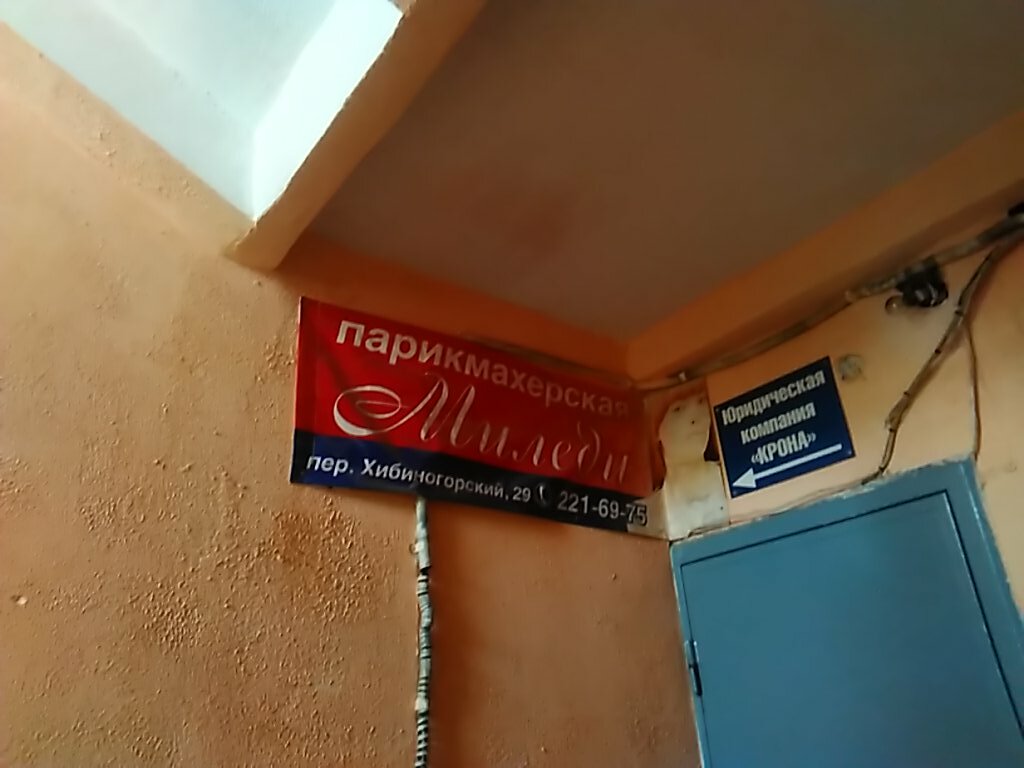 парикмахерская
Миледи
пер. Хибиногорский, 29 221-69-75
Юридическая
компания
«КРОНА»